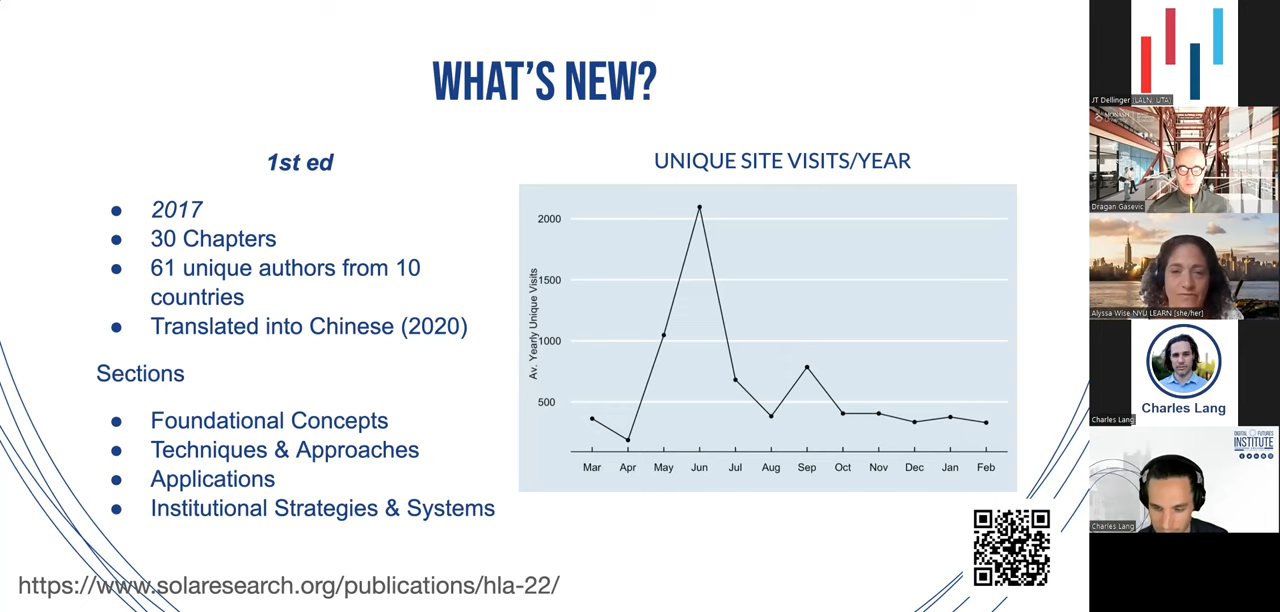 WHAT'S NEW?
1st ed
● 2017
● 30 Chapters
● 61 unique authors from 10
countries
● Translated into Chinese (2020)
Sections
● Foundational Concepts
● Techniques & Approaches
● Applications
● Institutional Strategies & Systems
https://www.solaresearch.org/publications/hla-22/
UNIQUE SITE VISITS/YEAR
Av. Yearly Unique Visits
2000
1500
1000
500
Mar Apr May Jun Jul Aug Sep Oct Nov Dec Jan Feb
JT Dellinger (LALN, UTA)
MONASH
University
Dragan Gasevic
Alyssa Wise NYU LEARN (she/her)
Charles Lang
Charles Lang
DIGITAL FUTURES
INSTITUTE
Charles Lang